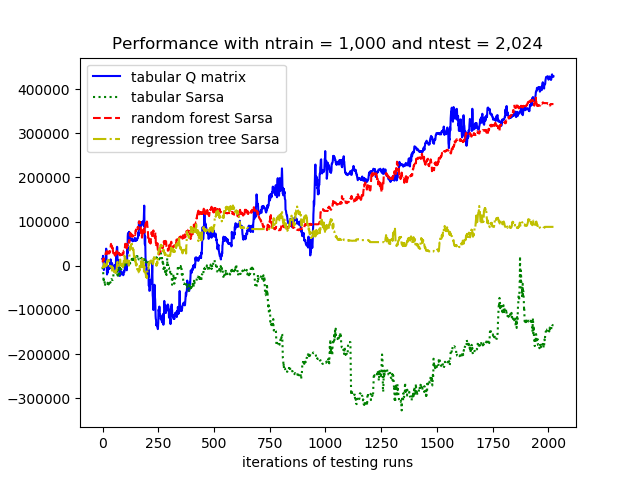 Performance with ntrain = 1,000 and ntest = 2,024
tabular Q matrix
tabular Sarsa
random forest Sarsa
regression tree Sarsa
400000
300000
200000
100000
0
−100000
−200000
−300000
0 250 500 750 1000 1250 1500 1750 2000
iterations of testing runs